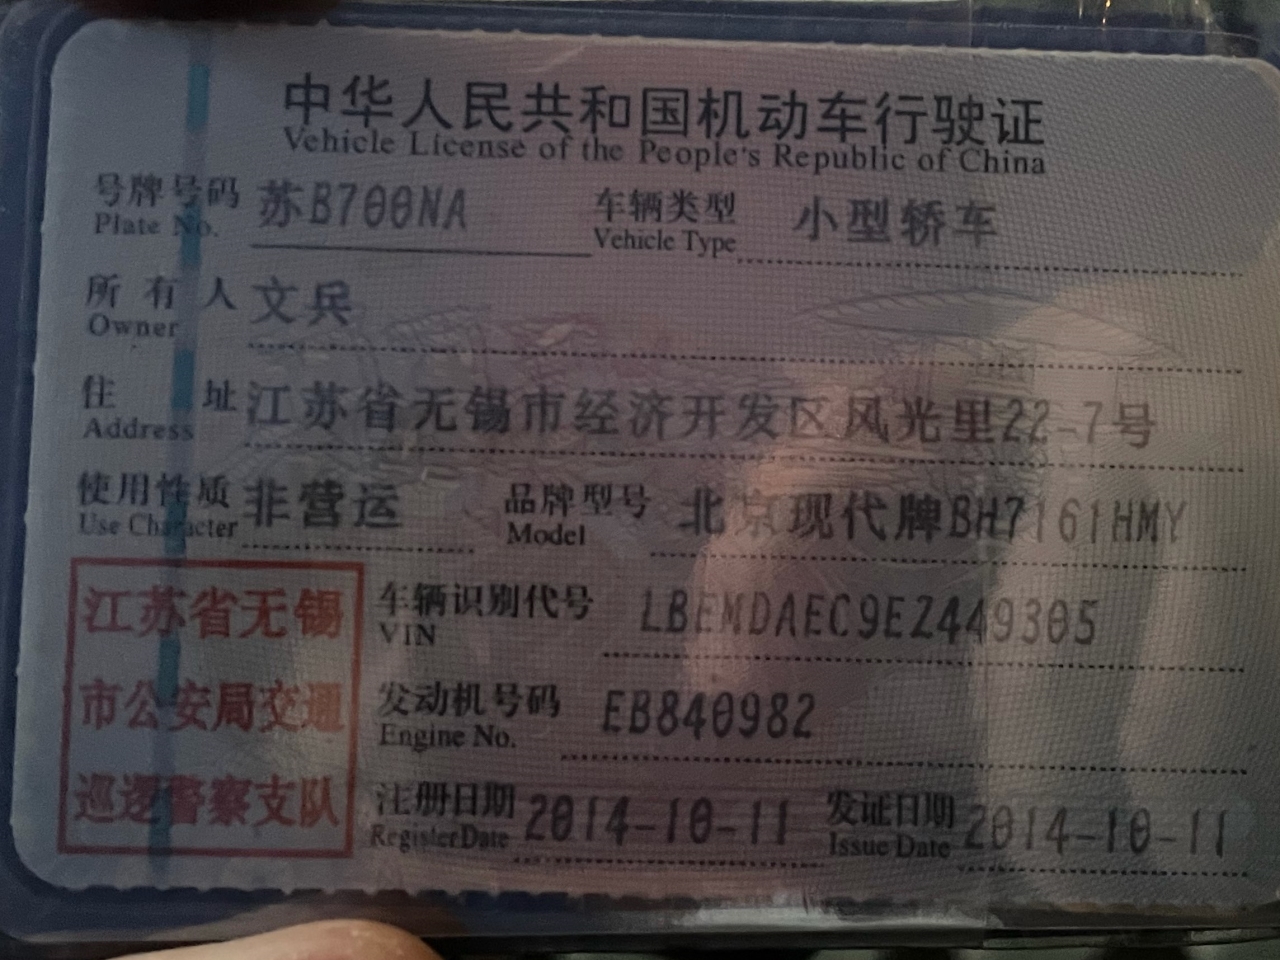 中华人民共和国机动车行驶证
Vehicle License of the People's Republic of China
号牌号码 苏B700NA 车辆类型 小型轿车
Plate No. Vehicle Type
所有人 文兵
Owner
住址 江苏省无锡市经济开发区风光里22-7号
Address
使用性质 非营运 品牌型号 北京现代牌BH7161HMY
Use Character Model
江苏省无锡
市公安局交通
巡逻警察支队
车辆识别代号 LBEMDAEC9EZ449305
VIN
发动机号码 EB840982
Engine No.
注册日期 2014-10-11 发证日期 2014-10-11
Register Date Issue Date